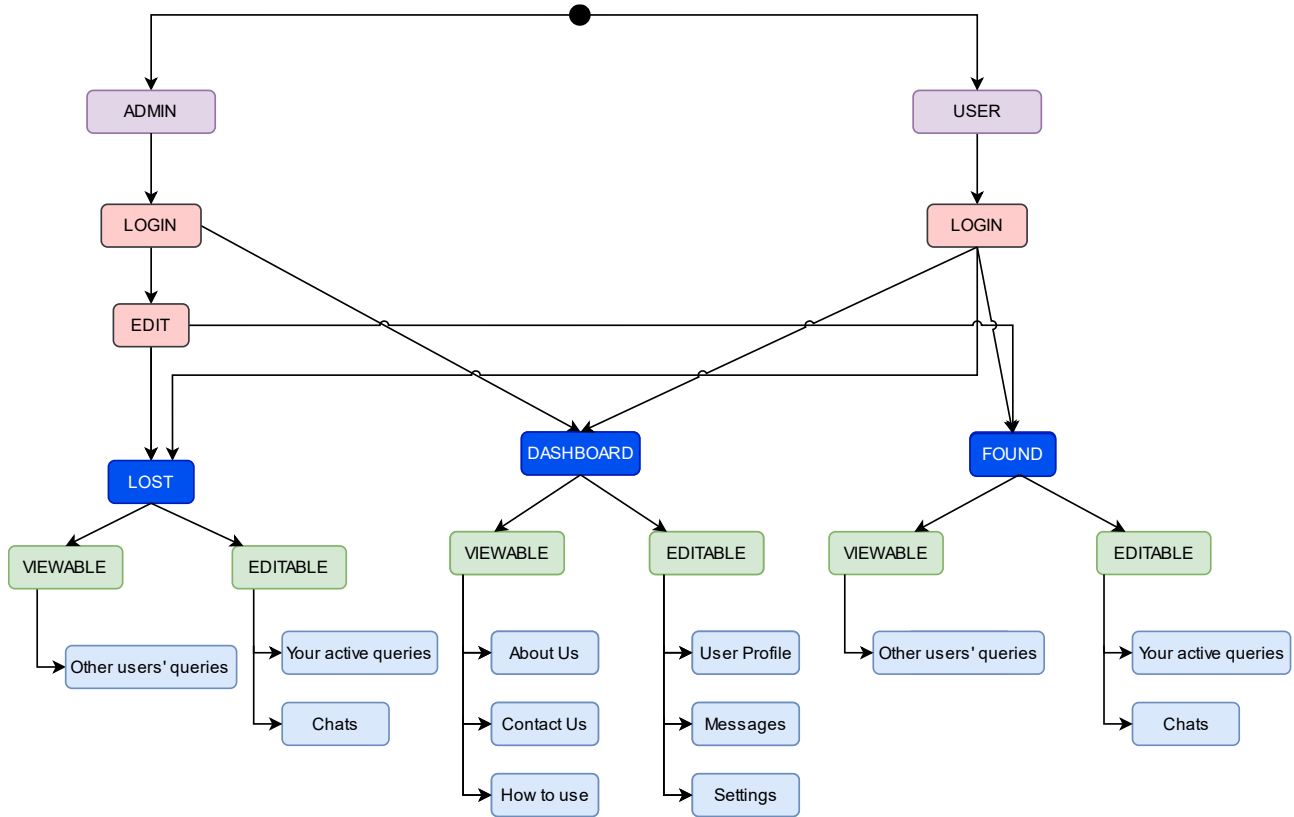 ADMIN
USER
LOGIN
LOGIN
EDIT
DASHBOARD
FOUND
LOST
VIEWABLE
EDITABLE
VIEWABLE
EDITABLE
VIEWABLE
EDITABLE
Other users' queries
Your active queries
Chats
About Us
Contact Us
How to use
User Profile
Messages
Settings
Other users' queries
Your active queries
Chats